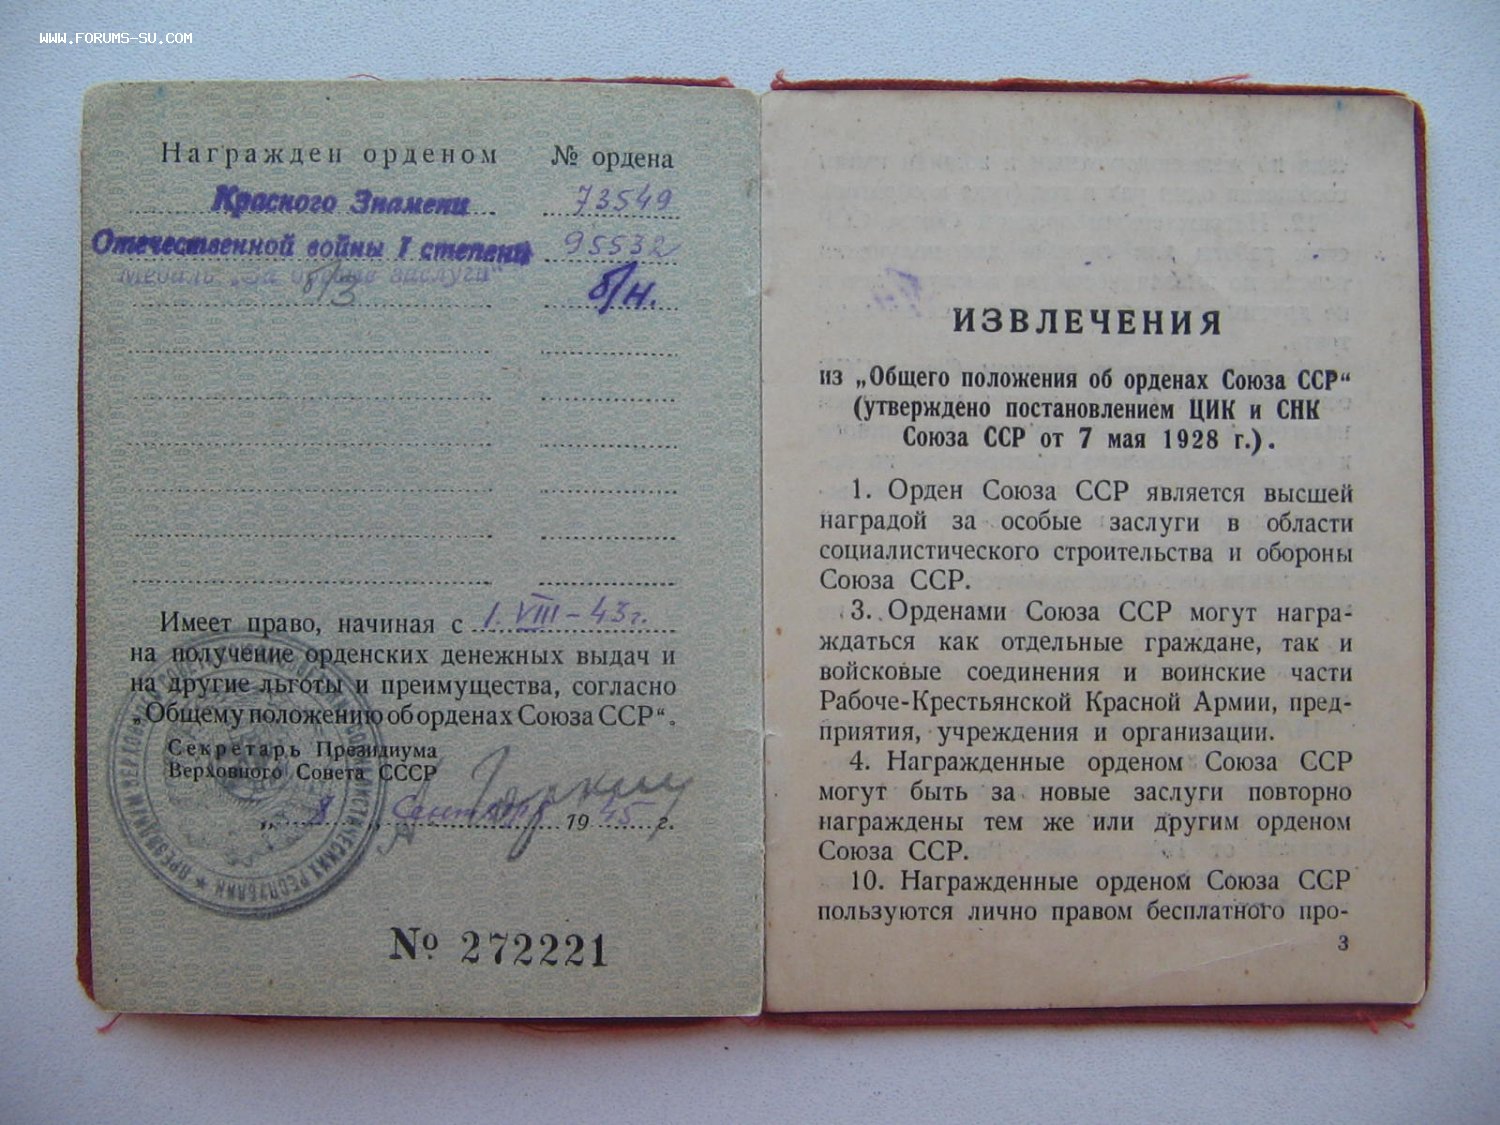 WWW.FORUMS-SU.COM
Награжден орденом № ордена
Красного Знамени 73549
Отечественной войны I степени 95532
Медаль „За боевые заслуги“
б/н.
Имеет право, начиная с 1. VIII – 43 г.
на получение орденских денежных выдач и
на другие льготы и преимущества, согласно
„Общему положению об орденах Союза ССР“.
Секретарь Президиума
Верховного Совета СССР
„ 8 „ Сентября 19 45 г.
№ 272221
ИЗВЛЕЧЕНИЯ
из „Общего положения об орденах Союза ССР“
(утверждено постановлением ЦИК и СНК
Союза ССР от 7 мая 1928 г.).
1. Орден Союза ССР является высшей
наградой за особые заслуги в области
социалистического строительства и обороны
Союза ССР.
3. Орденами Союза ССР могут награ-
ждаться как отдельные граждане, так и
войсковые соединения и воинские части
Рабоче-Крестьянской Красной Армии, пред-
приятия, учреждения и организации.
4. Награжденные орденом Союза ССР
могут быть за новые заслуги повторно
награждены тем же или другим орденом
Союза ССР.
10. Награжденные орденом Союза ССР
пользуются лично правом бесплатного про-
3